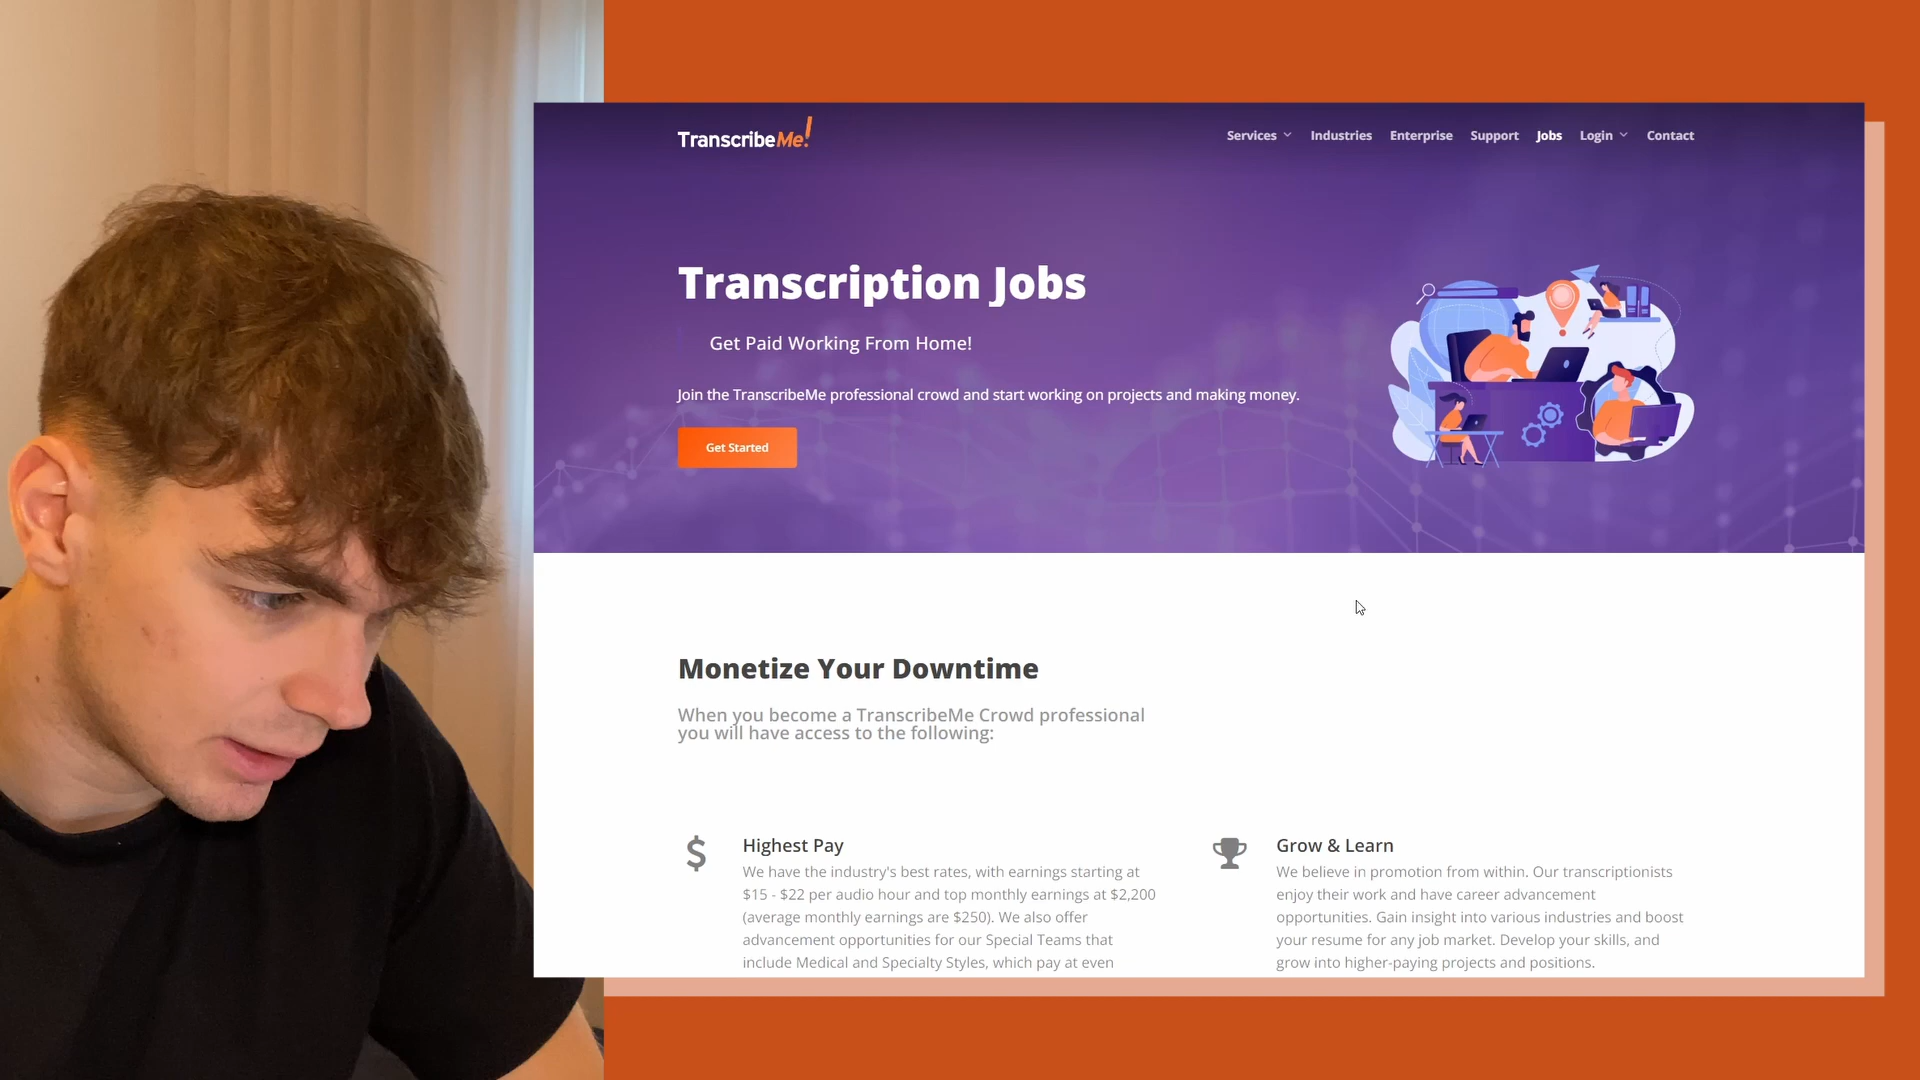 TranscribeMe!
Services Industries Enterprise Support Jobs Login Contact
Transcription Jobs
Get Paid Working From Home!
Join the TranscribeMe professional crowd and start working on projects and making money.
Get Started
Monetize Your Downtime
When you become a TranscribeMe Crowd professional
you will have access to the following:
Highest Pay
We have the industry's best rates, with earnings starting at
$15 - $22 per audio hour and top monthly earnings at $2,200
(average monthly earnings are $250). We also offer
advancement opportunities for our Special Teams that
include Medical and Specialty Styles, which pay at even
Grow & Learn
We believe in promotion from within. Our transcriptionists
enjoy their work and have career advancement
opportunities. Gain insight into various industries and boost
your resume for any job market. Develop your skills, and
grow into higher-paying projects and positions.